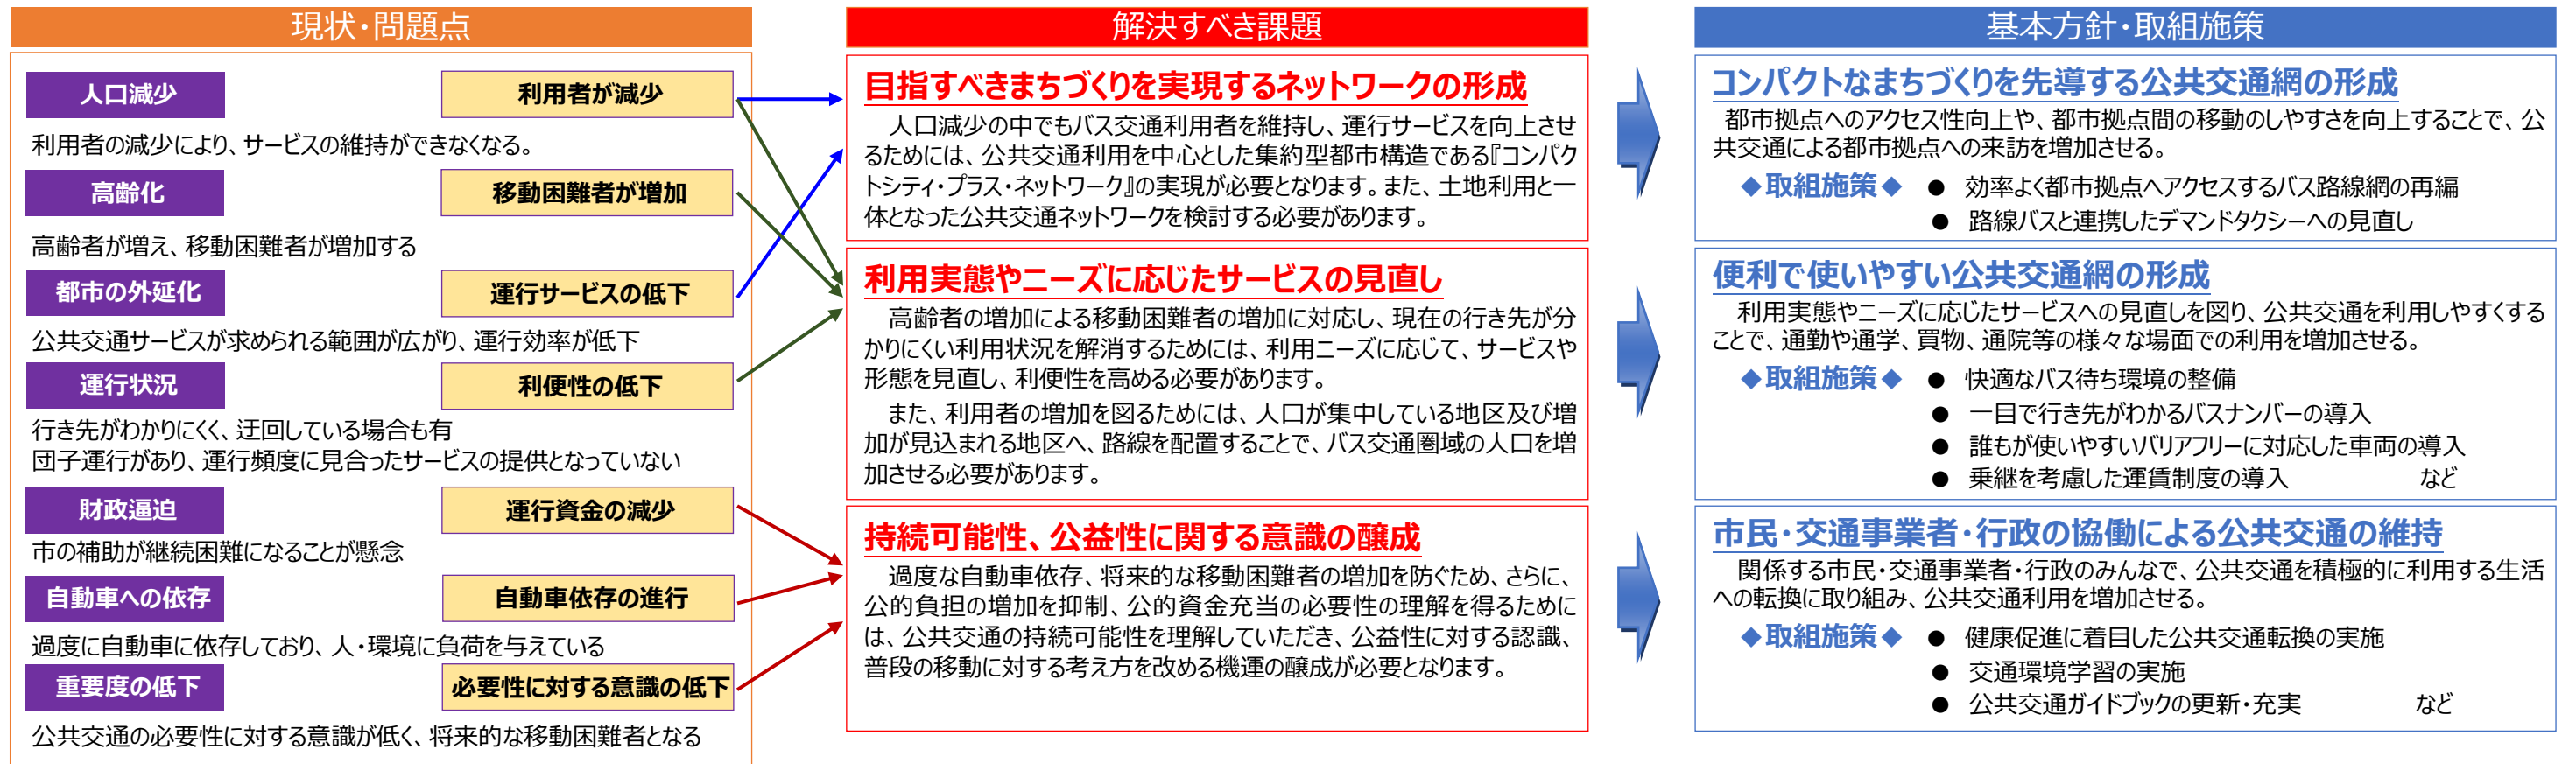 現状・問題点
人口減少
利用者が減少
利用者の減少により、サービスの維持ができなくなる。
高齢化
移動困難者が増加
高齢者が増え、移動困難者が増加する
都市の外延化
運行サービスの低下
公共交通サービスが求められる範囲が広がり、運行効率が低下
運行状況
利便性の低下
行き先がわかりにくく、迂回している場合も有
団子運行があり、運行頻度に見合ったサービスの提供となっていない
財政逼迫
運行資金の減少
市の補助が継続困難になることが懸念
自動車への依存
自動車依存の進行
過度に自動車に依存しており、人・環境に負荷を与えている
重要度の低下
必要性に対する意識の低下
公共交通の必要性に対する意識が低く、将来的な移動困難者となる
解決すべき課題
目指すべきまちづくりを実現するネットワークの形成
人口減少の中でもバス交通利用者を維持し、運行サービスを向上させ
るためには、公共交通利用を中心とした集約型都市構造である『コンパク
トシティ・プラス・ネットワーク』の実現が必要となります。また、土地利用と一
体となった公共交通ネットワークを検討する必要があります。
利用実態やニーズに応じたサービスの見直し
高齢者の増加による移動困難者の増加に対応し、現在の行き先が分
かりにくい利用状況を解消するためには、利用ニーズに応じて、サービスや
形態を見直し、利便性を高める必要があります。
また、利用者の増加を図るためには、人口が集中している地区及び増
加が見込まれる地区へ、路線を配置することで、バス交通圏域の人口を増
加させる必要があります。
持続可能性、公益性に関する意識の醸成
過度な自動車依存、将来的な移動困難者の増加を防ぐため、さらに、
公的負担の増加を抑制、公的資金充当の必要性の理解を得るために
は、公共交通の持続可能性を理解していただき、公益性に対する認識、
普段の移動に対する考え方を改める機運の醸成が必要となります。
基本方針・取組施策
コンパクトなまちづくりを先導する公共交通網の形成
都市拠点へのアクセス性向上や、都市拠点間の移動のしやすさを向上することで、公
共交通による都市拠点への来訪を増加させる。
◆取組施策◆ ● 効率よく都市拠点へアクセスするバス路線網の再編
● 路線バスと連携したデマンドタクシーへの見直し
便利で使いやすい公共交通網の形成
利用実態やニーズに応じたサービスへの見直しを図り、公共交通を利用しやすくする
ことで、通勤や通学、買物、通院等の様々な場面での利用を増加させる。
◆取組施策◆ ● 快適なバス待ち環境の整備
● 一目で行き先がわかるバスナンバーの導入
● 誰もが使いやすいバリアフリーに対応した車両の導入
● 乗継を考慮した運賃制度の導入 など
市民・交通事業者・行政の協働による公共交通の維持
関係する市民・交通事業者・行政のみんなで、公共交通を積極的に利用する生活
への転換に取り組み、公共交通利用を増加させる。
◆取組施策◆ ● 健康促進に着目した公共交通転換の実施
● 交通環境学習の実施
● 公共交通ガイドブックの更新・充実 など